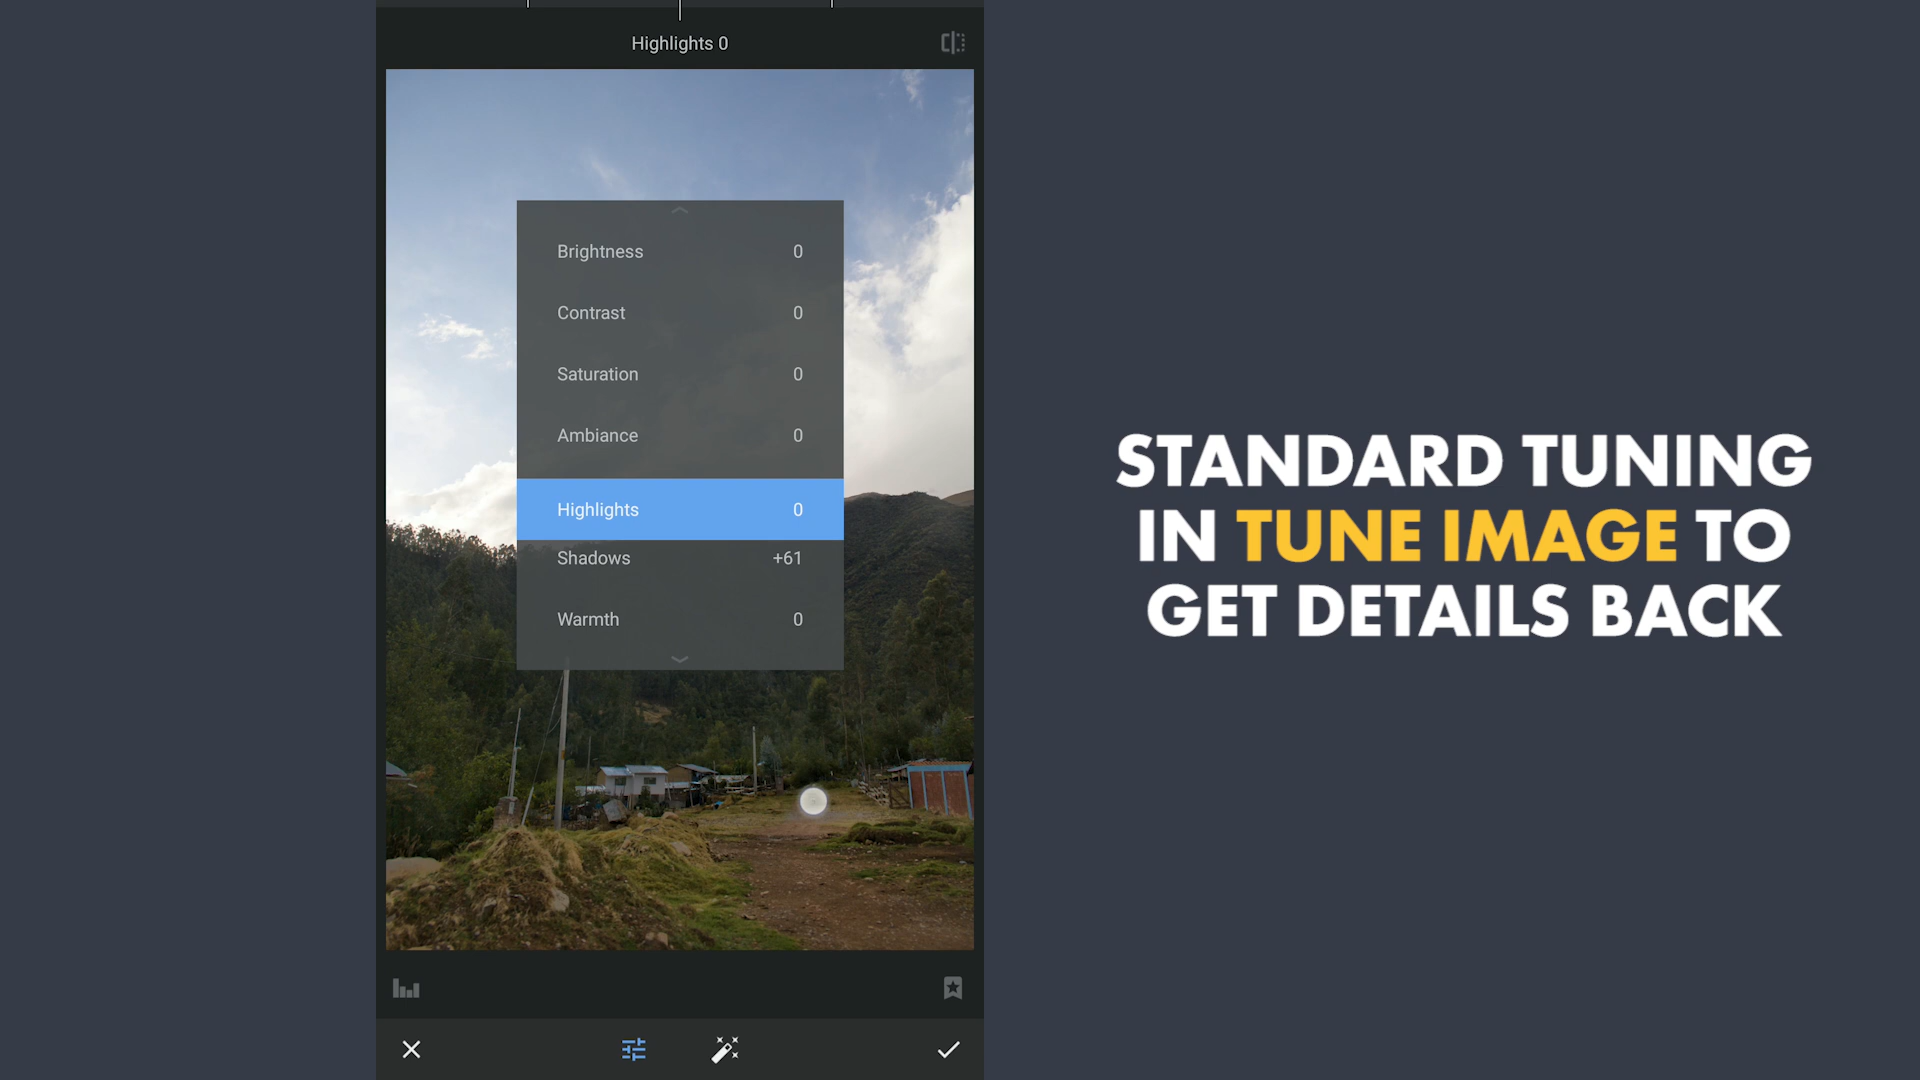 Highlights 0
Brightness 0
Contrast 0
Saturation 0
Ambiance 0
Highlights 0
Shadows +61
Warmth 0
STANDARD TUNING
IN TUNE IMAGE TO
GET DETAILS BACK